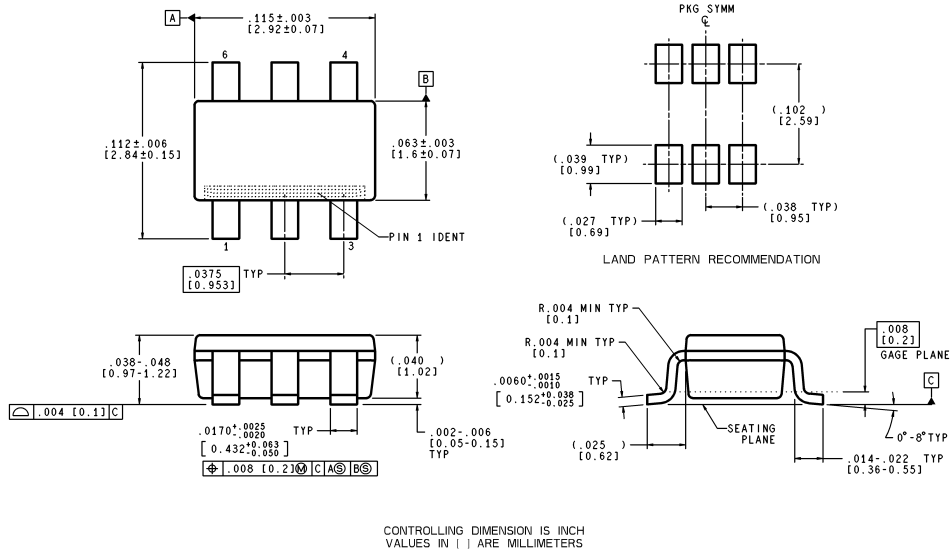 A
.115±.003
[2.92±0.07]
6
4
B
.112±.006
[2.84±0.15]
.063±.003
[1.6±0.07]
PIN 1 IDENT
1
3
.0375
[0.953]
TYP
PKG SYMM
℄
(.102 )
[2.59]
(.039 TYP)
[0.99]
(.027 TYP)
[0.69]
(.038 TYP)
[0.95]
LAND PATTERN RECOMMENDATION
.038-.048
[0.97-1.22]
(.040 )
[1.02]
⌓ .004 [0.1] C
.0170 +.0025 -.0020 TYP
[0.432 +0.063 -0.050]
⌖ .008 [0.2]Ⓜ C AⓈ BⓈ
.002-.006
[0.05-0.15]
TYP
R.004 MIN TYP
[0.1]
R.004 MIN TYP
[0.1]
.008
[0.2]
GAGE PLANE
C
.0060 +.0015 -.0010 TYP
[0.152 +0.038 -0.025]
SEATING
PLANE
0°-8° TYP
(.025 )
[0.62]
.014-.022 TYP
[0.36-0.55]
CONTROLLING DIMENSION IS INCH
VALUES IN [ ] ARE MILLIMETERS